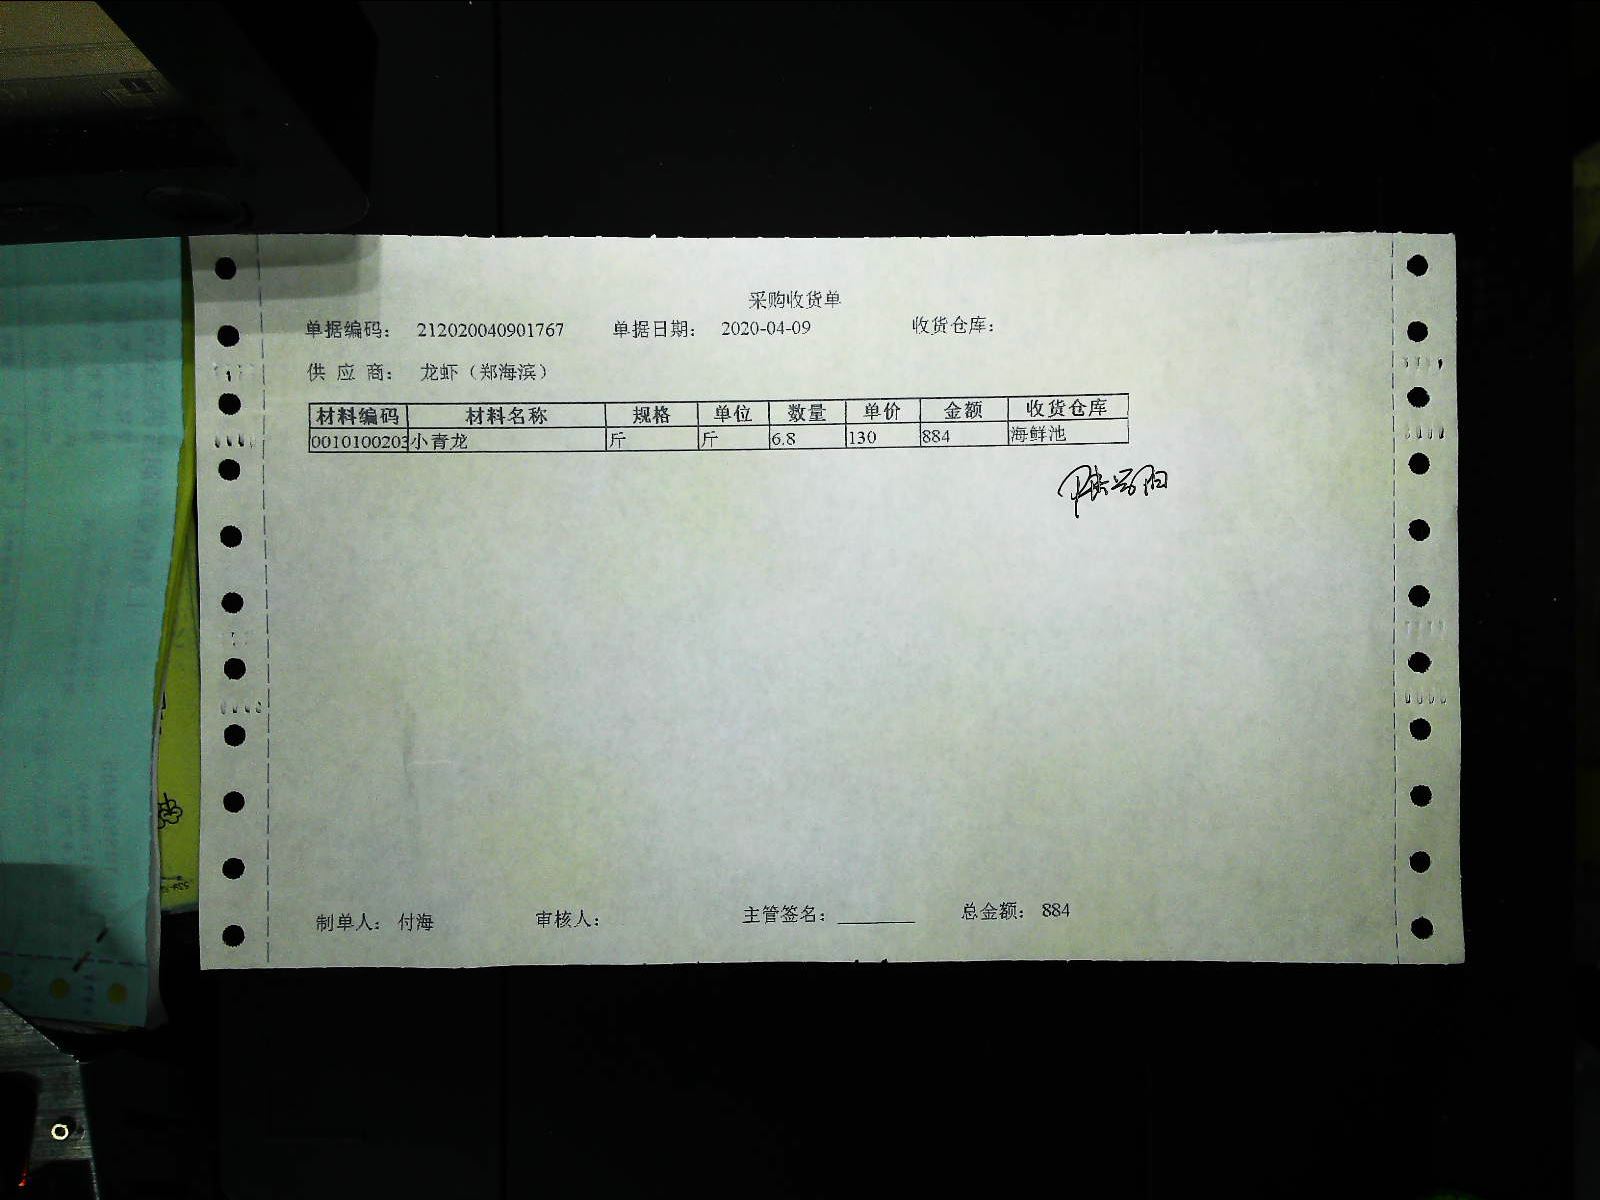 采购收货单
单据编码： 212020040901767 单据日期： 2020-04-09 收货仓库：
供 应 商： 龙虾（郑海滨）
材料编码 材料名称 规格 单位 数量 单价 金额 收货仓库
0010100203 小青龙 斤 斤 6.8 130 884 海鲜池
制单人： 付海 审核人： 主管签名： 总金额： 884